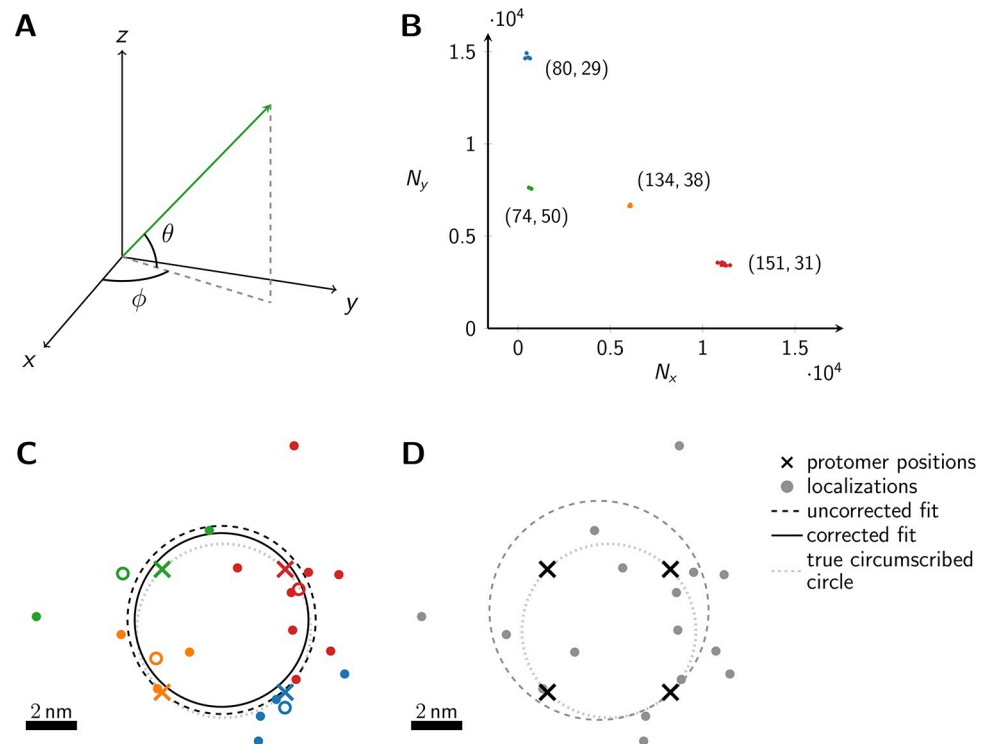 A
z
θ
ϕ
y
x
B
·10⁴
1.5
(80, 29)
1
(134, 38)
N_y
(74, 50)
0.5
(151, 31)
0
0
0.5
1
1.5
N_x
·10⁴
C
2 nm
D
2 nm
protomer positions
localizations
uncorrected fit
corrected fit
true circumscribed
circle